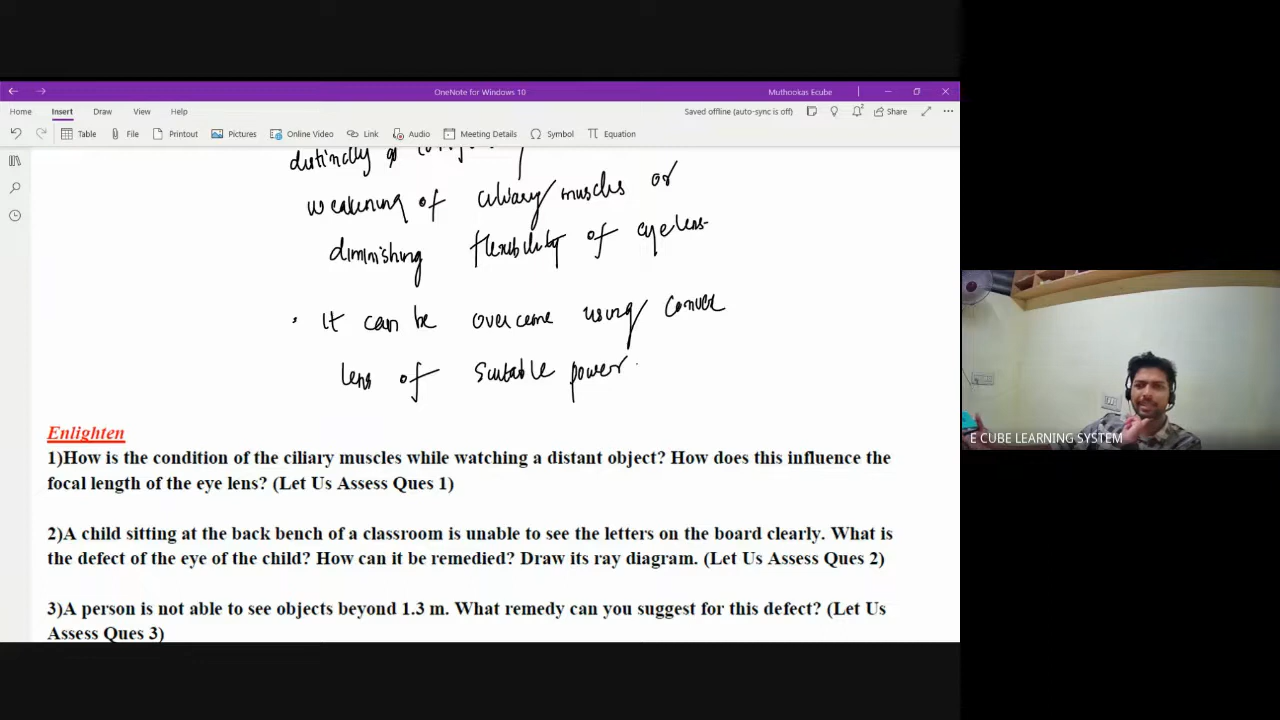 OneNote for Windows 10
Muthookas Ecube
Home Insert Draw View Help
Saved offline (auto-sync is off)
Share
Table File Printout Pictures Online Video Link Audio Meeting Details Symbol Equation
weakening of ciliary muscles or
diminishing flexibility of eyelens
It can be overcome using convex
lens of suitable power.
Enlighten
1)How is the condition of the ciliary muscles while watching a distant object? How does this influence the
focal length of the eye lens? (Let Us Assess Ques 1)
2)A child sitting at the back bench of a classroom is unable to see the letters on the board clearly. What is
the defect of the eye of the child? How can it be remedied? Draw its ray diagram. (Let Us Assess Ques 2)
3)A person is not able to see objects beyond 1.3 m. What remedy can you suggest for this defect? (Let Us
Assess Ques 3)
E CUBE LEARNING SYSTEM